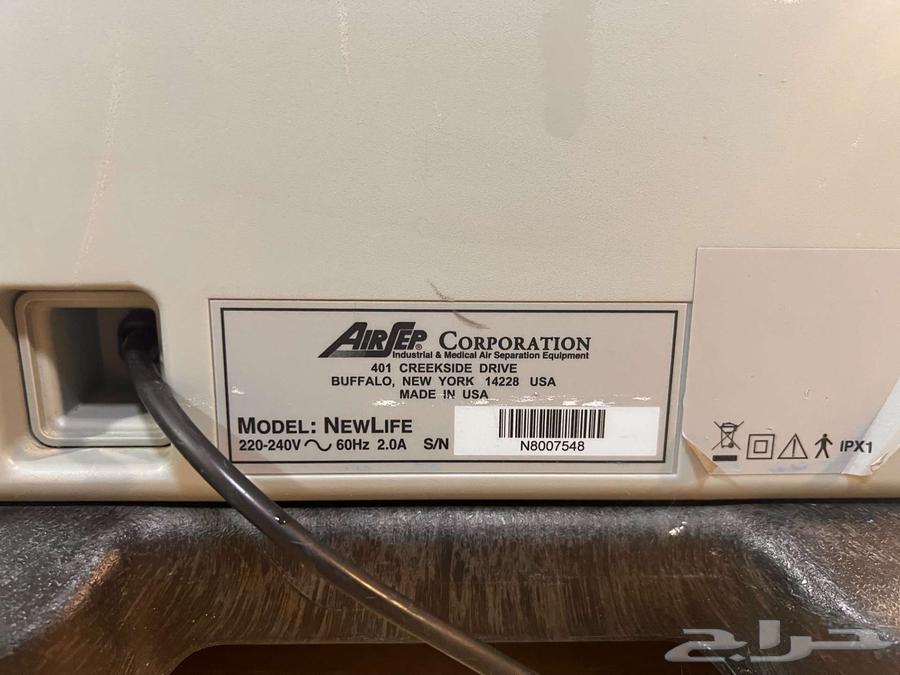 AIRSEP® CORPORATION
Industrial & Medical Air Separation Equipment
401 CREEKSIDE DRIVE
BUFFALO, NEW YORK 14228 USA
MADE IN USA
MODEL: NEWLIFE
220-240V 60Hz 2.0A S/N
N8007548
IPX1
حراج